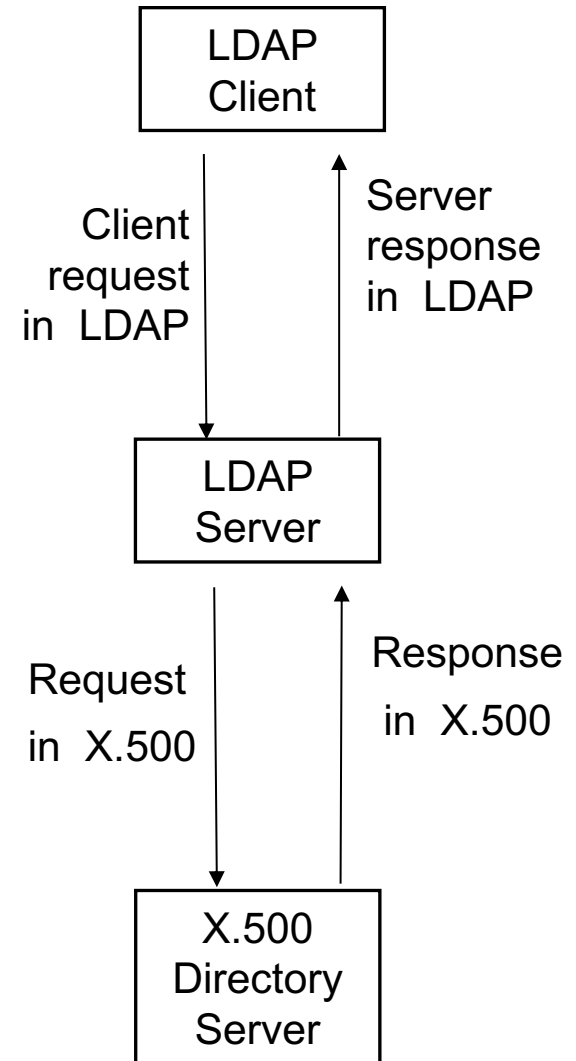 LDAP
Client
Client
request
in LDAP
Server
response
in LDAP
LDAP
Server
Request
in X.500
Response
in X.500
X.500
Directory
Server